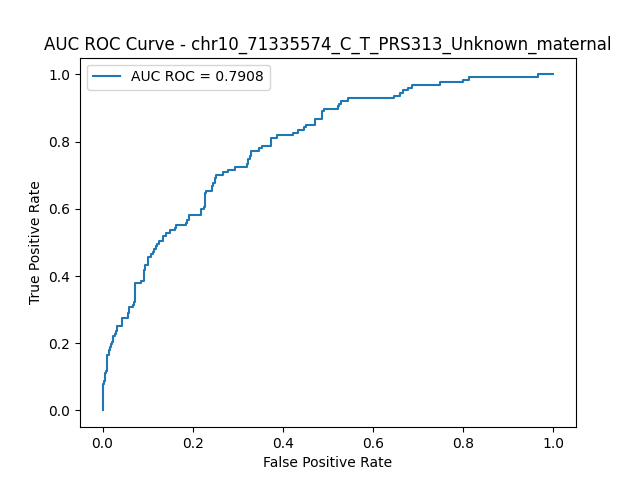 AUC ROC Curve - chr10_71335574_C_T_PRS313_Unknown_maternal
AUC ROC = 0.7908
1.0
0.8
0.6
0.4
0.2
0.0
True Positive Rate
0.0 0.2 0.4 0.6 0.8 1.0
False Positive Rate